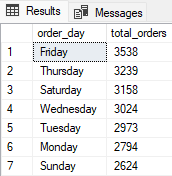 Results Messages
order_day total_orders
1 Friday 3538
2 Thursday 3239
3 Saturday 3158
4 Wednesday 3024
5 Tuesday 2973
6 Monday 2794
7 Sunday 2624